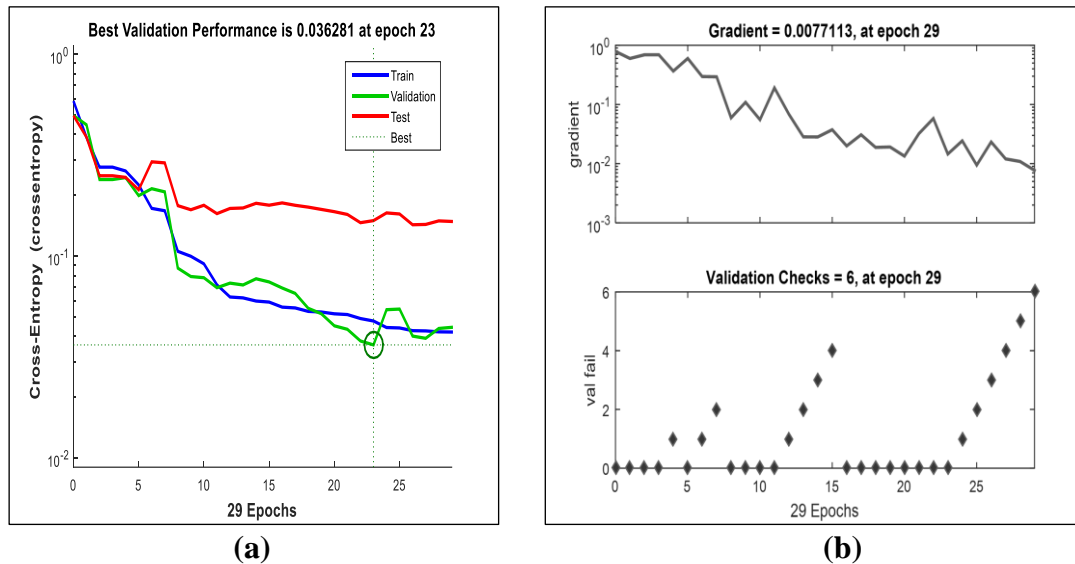 Best Validation Performance is 0.036281 at epoch 23
Cross-Entropy (crossentropy)
10^0
10^-1
10^-2
Train
Validation
Test
Best
0 5 10 15 20 25
29 Epochs
(a)
Gradient = 0.0077113, at epoch 29
gradient
10^0
10^-1
10^-2
10^-3
Validation Checks = 6, at epoch 29
val fail
6
4
2
0
0 5 10 15 20 25
29 Epochs
(b)